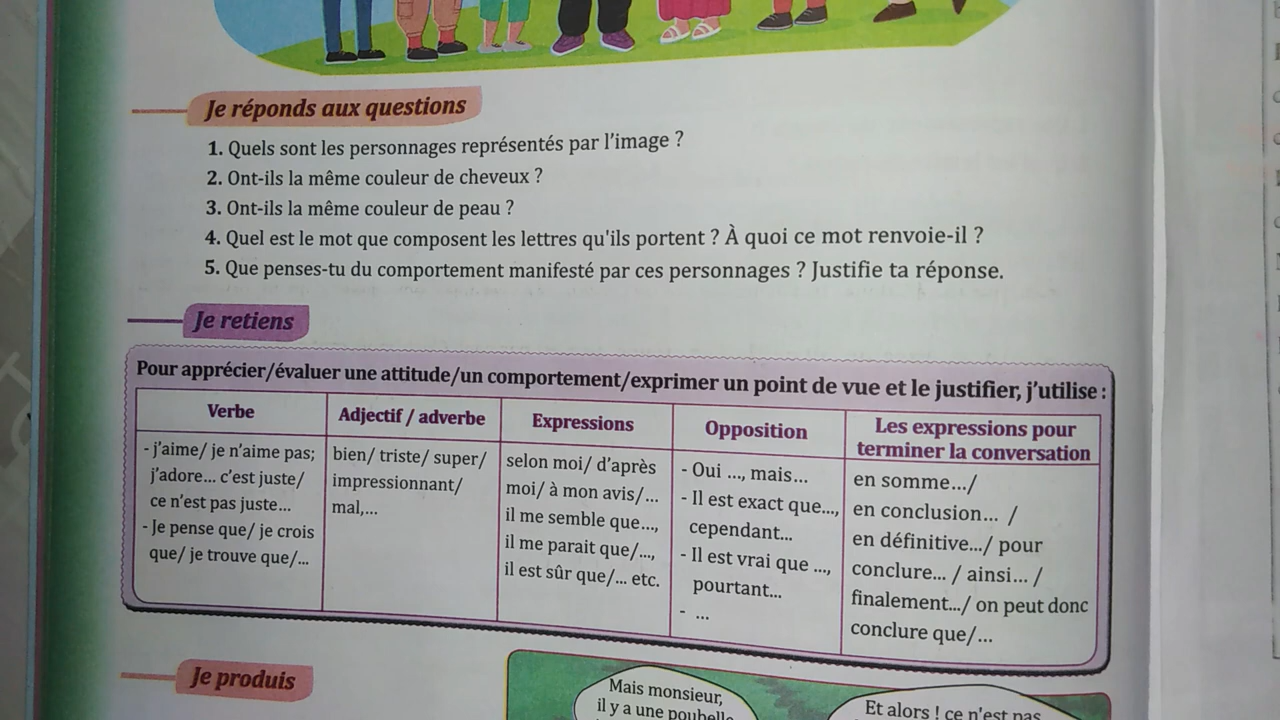 Je réponds aux questions
1. Quels sont les personnages représentés par l'image ?
2. Ont-ils la même couleur de cheveux ?
3. Ont-ils la même couleur de peau ?
4. Quel est le mot que composent les lettres qu'ils portent ? À quoi ce mot renvoie-il ?
5. Que penses-tu du comportement manifesté par ces personnages ? Justifie ta réponse.
Je retiens
Pour apprécier/évaluer une attitude/un comportement/exprimer un point de vue et le justifier, j'utilise :
Verbe
- j'aime/ je n'aime pas;
j'adore... c'est juste/
ce n'est pas juste...
- Je pense que/ je crois
que/ je trouve que/...
Adjectif / adverbe
bien/ triste/ super/
impressionnant/
mal,...
Expressions
selon moi/ d'après
moi/ à mon avis/...
il me semble que...,
il me parait que/...,
il est sûr que/... etc.
Opposition
- Oui ..., mais...
- Il est exact que...,
cependant...
- Il est vrai que ...,
pourtant...
- ...
Les expressions pour
terminer la conversation
en somme.../
en conclusion... /
en définitive.../ pour
conclure... / ainsi... /
finalement.../ on peut donc
conclure que/...
Je produis
Mais monsieur,
il y a une poubelle
Et alors ! ce n'est pas